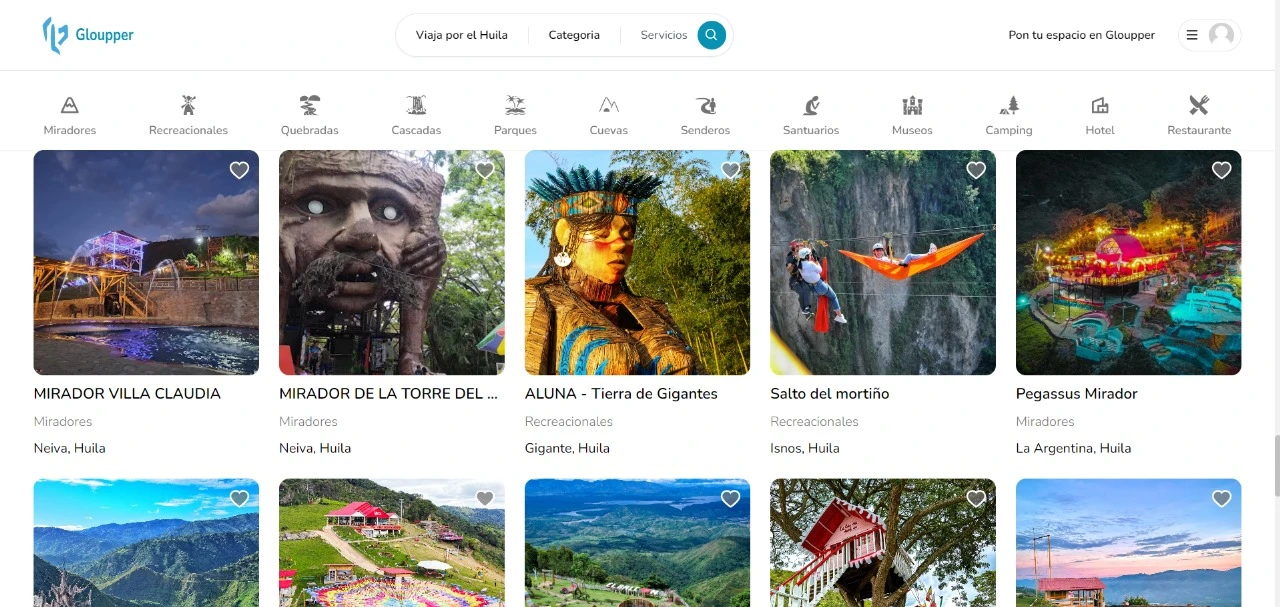 Gloupper
Viaja por el Huila
Categoria
Servicios
Pon tu espacio en Gloupper
Miradores
Recreacionales
Quebradas
Cascadas
Parques
Cuevas
Senderos
Santuarios
Museos
Camping
Hotel
Restaurante
MIRADOR VILLA CLAUDIA
Miradores
Neiva, Huila
MIRADOR DE LA TORRE DEL ...
Miradores
Neiva, Huila
ALUNA - Tierra de Gigantes
Recreacionales
Gigante, Huila
Salto del mortiño
Recreacionales
Isnos, Huila
Pegassus Mirador
Miradores
La Argentina, Huila